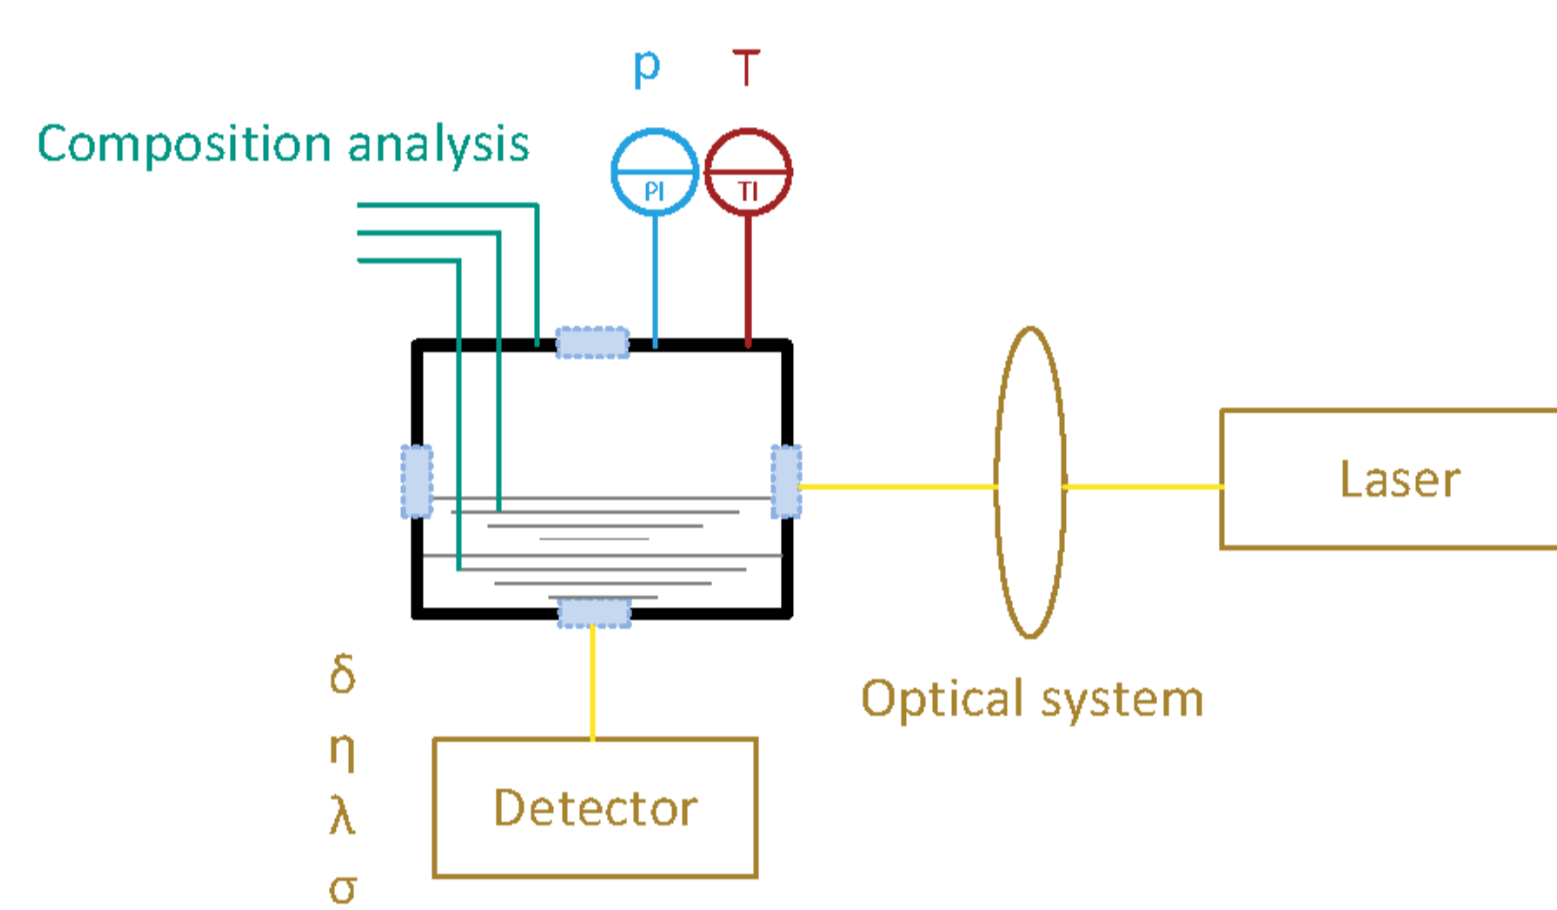 p T
Composition analysis
PI TI
Laser
Optical system
δ
η
λ
σ
Detector